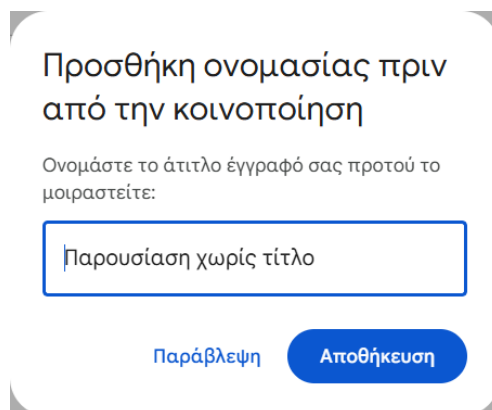 Προσθήκη ονομασίας πριν
από την κοινοποίηση
Ονομάστε το άτιτλο έγγραφό σας προτού το
μοιραστείτε:
Παρουσίαση χωρίς τίτλο
Παράβλεψη Αποθήκευση